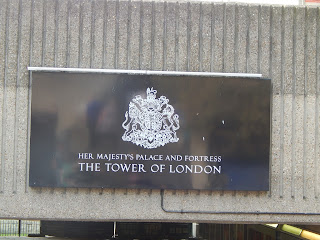 HER MAJESTY'S PALACE AND FORTRESS
THE TOWER OF LONDON